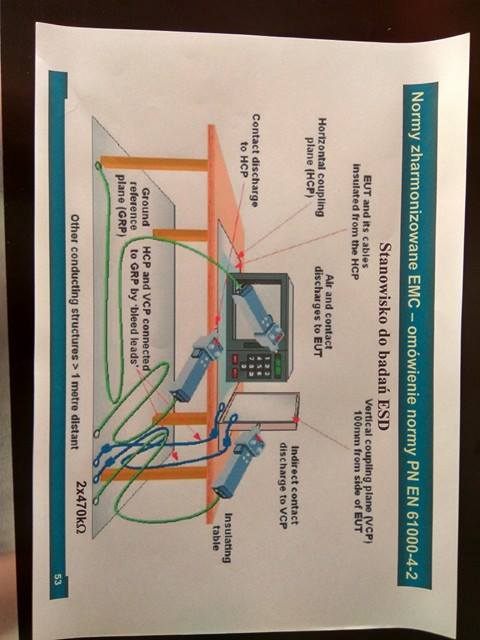 Normy zharmonizowane EMC – omówienie normy PN EN 61000-4-2
Stanowisko do badań ESD
EUT and its cables
insulated from the HCP
Vertical coupling plane (VCP)
100mm from side of EUT
Horizontal coupling
plane (HCP)
Air and contact
discharges to EUT
Contact discharge
to HCP
Indirect contact
discharge to VCP
Insulating
table
Ground
reference
plane (GRP)
HCP and VCP connected
to GRP by 'bleed leads'
Other conducting structures > 1 metre distant
2x470kΩ
53